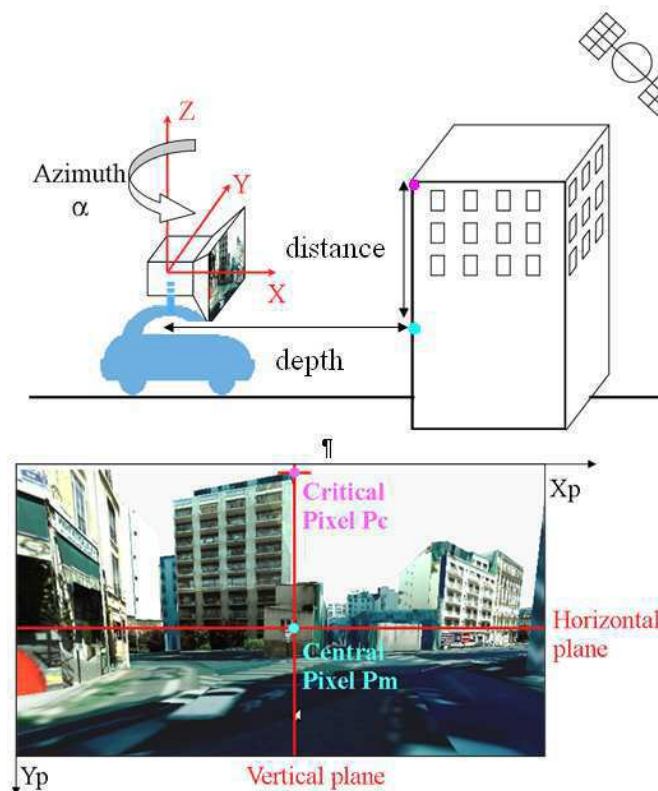 Z
Azimuth
α
Y
X
distance
depth
¶
Xp
Critical
Pixel Pc
Horizontal
plane
Central
Pixel Pm
Yp
Vertical plane